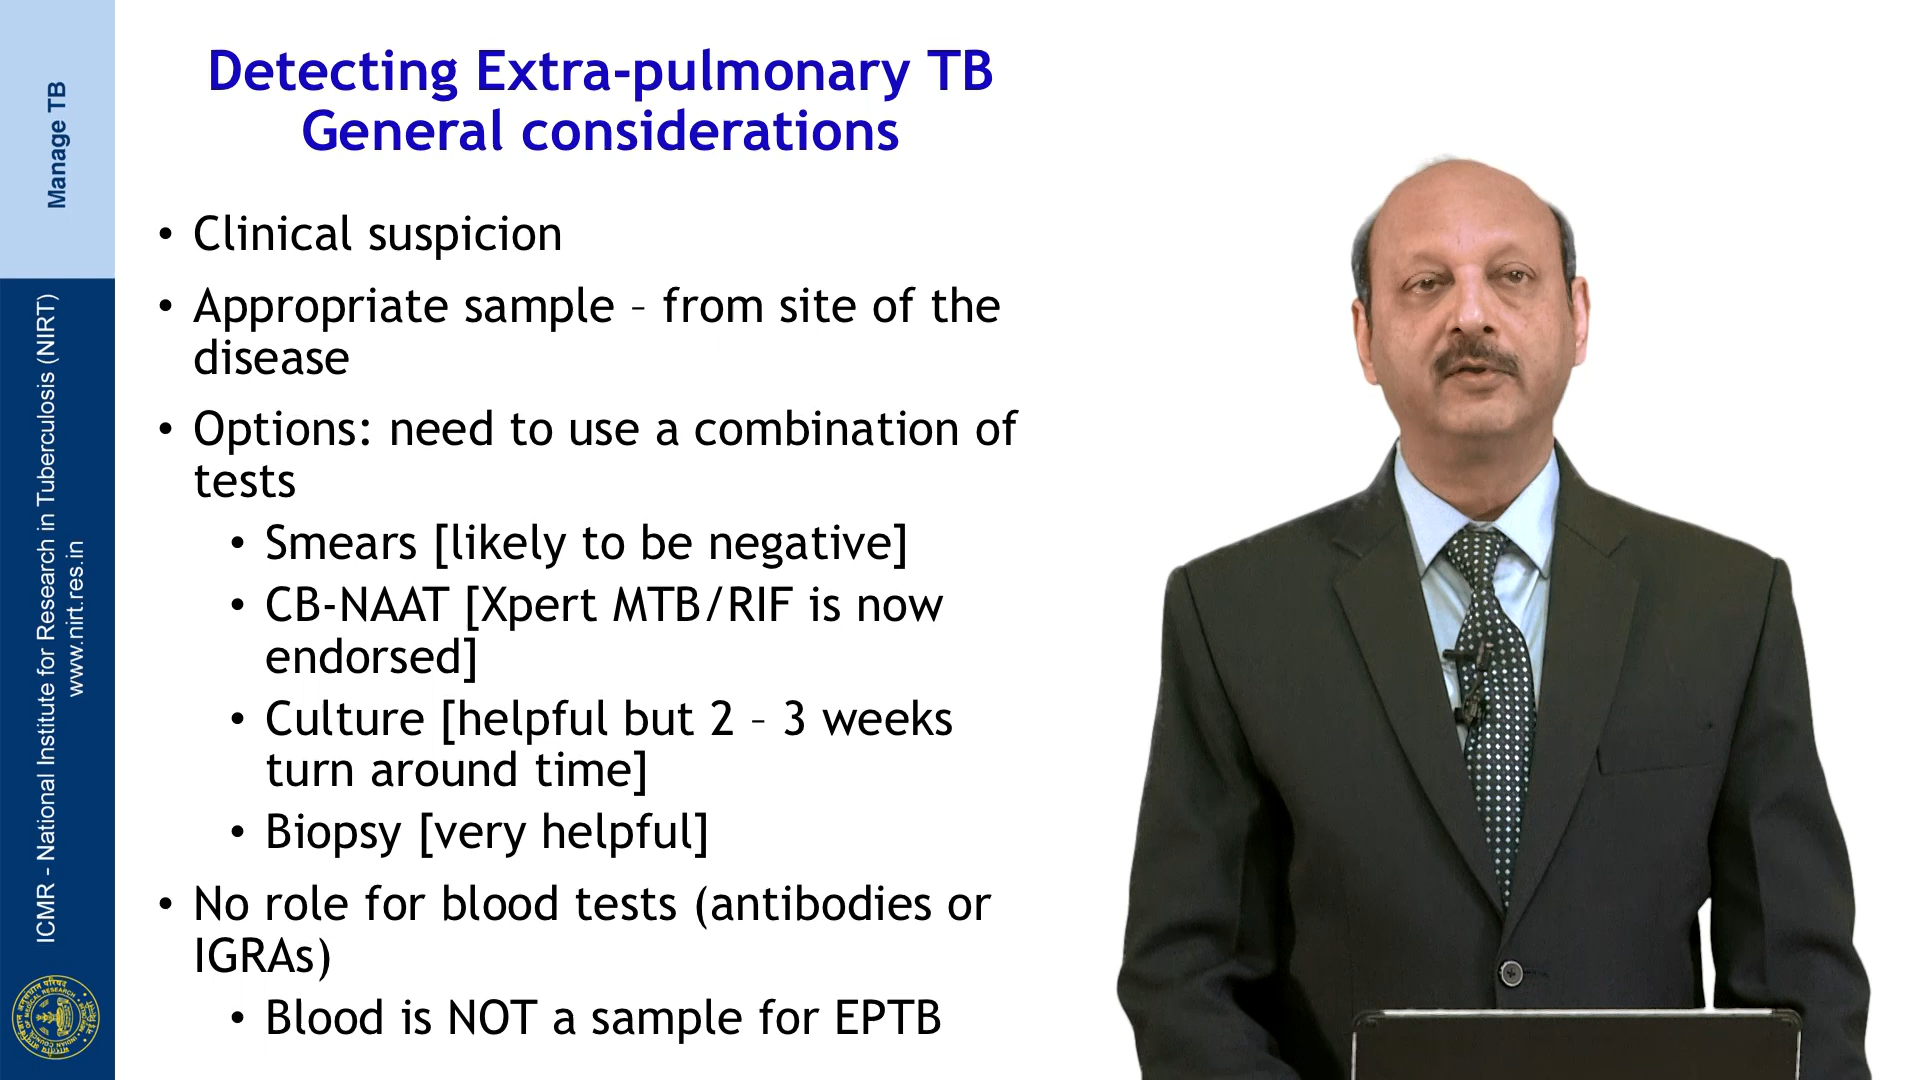 Manage TB
ICMR - National Institute for Research in Tuberculosis (NIRT)
www.nirt.res.in
Detecting Extra-pulmonary TB
General considerations
• Clinical suspicion
• Appropriate sample – from site of the
disease
• Options: need to use a combination of
tests
• Smears [likely to be negative]
• CB-NAAT [Xpert MTB/RIF is now
endorsed]
• Culture [helpful but 2 – 3 weeks
turn around time]
• Biopsy [very helpful]
• No role for blood tests (antibodies or
IGRAs)
• Blood is NOT a sample for EPTB